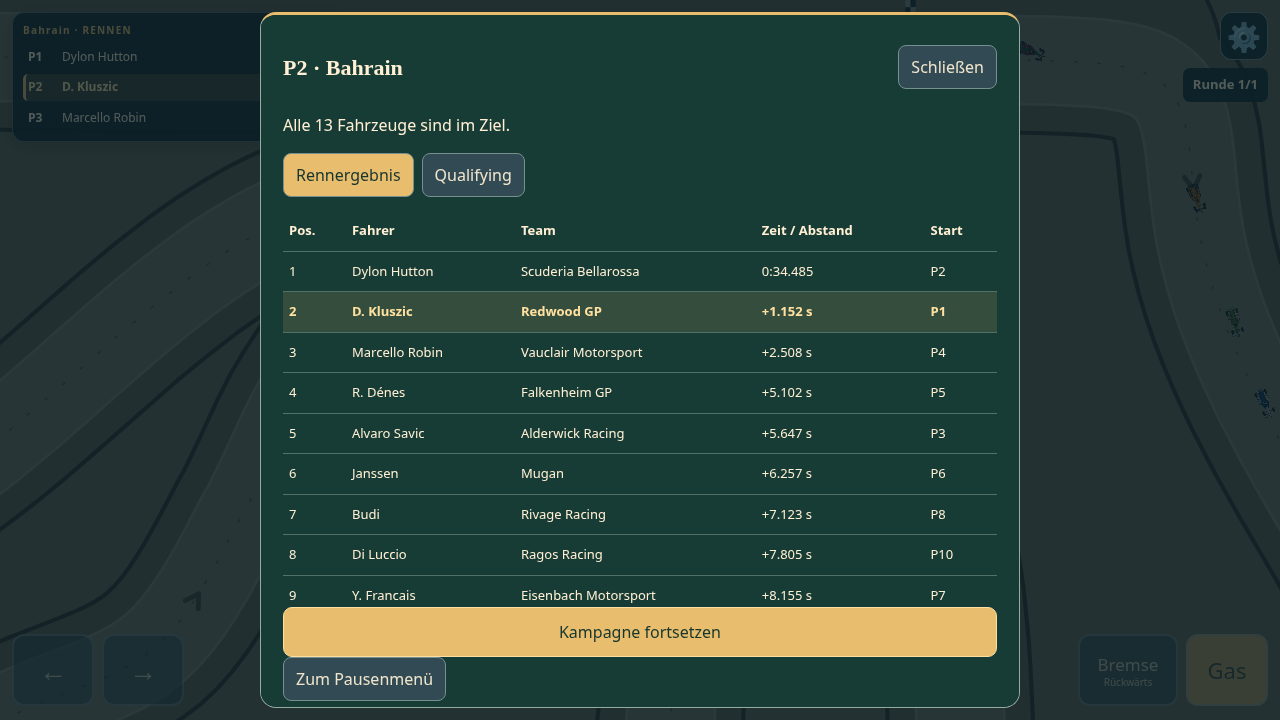 Bahrain · RENNEN
P1 Dylon Hutton
P2 D. Kluszic
P3 Marcello Robin
Runde 1/1
P2 · Bahrain
Schließen
Alle 13 Fahrzeuge sind im Ziel.
Rennergebnis Qualifying
Pos. Fahrer Team Zeit / Abstand Start
1 Dylon Hutton Scuderia Bellarossa 0:34.485 P2
2 D. Kluszic Redwood GP +1.152 s P1
3 Marcello Robin Vauclair Motorsport +2.508 s P4
4 R. Dénes Falkenheim GP +5.102 s P5
5 Alvaro Savic Alderwick Racing +5.647 s P3
6 Janssen Mugan +6.257 s P6
7 Budi Rivage Racing +7.123 s P8
8 Di Luccio Ragos Racing +7.805 s P10
9 Y. Francais Eisenbach Motorsport +8.155 s P7
Kampagne fortsetzen
Zum Pausenmenü
← →
Bremse
Rückwärts
Gas